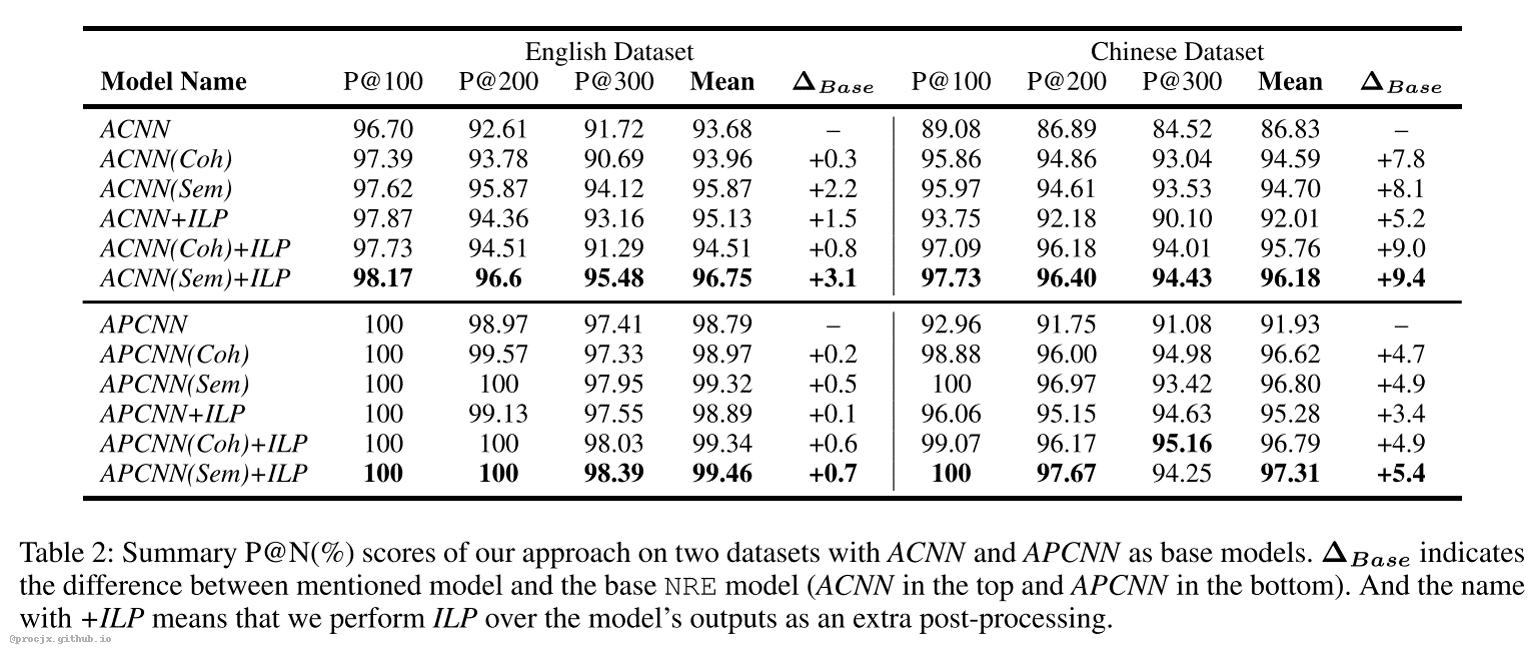 English Dataset Chinese Dataset
Model Name P@100 P@200 P@300 Mean Δ_Base P@100 P@200 P@300 Mean Δ_Base
ACNN 96.70 92.61 91.72 93.68 – 89.08 86.89 84.52 86.83 –
ACNN(Coh) 97.39 93.78 90.69 93.96 +0.3 95.86 94.86 93.04 94.59 +7.8
ACNN(Sem) 97.62 95.87 94.12 95.87 +2.2 95.97 94.61 93.53 94.70 +8.1
ACNN+ILP 97.87 94.36 93.16 95.13 +1.5 93.75 92.18 90.10 92.01 +5.2
ACNN(Coh)+ILP 97.73 94.51 91.29 94.51 +0.8 97.09 96.18 94.01 95.76 +9.0
ACNN(Sem)+ILP 98.17 96.6 95.48 96.75 +3.1 97.73 96.40 94.43 96.18 +9.4
APCNN 100 98.97 97.41 98.79 – 92.96 91.75 91.08 91.93 –
APCNN(Coh) 100 99.57 97.33 98.97 +0.2 98.88 96.00 94.98 96.62 +4.7
APCNN(Sem) 100 100 97.95 99.32 +0.5 100 96.97 93.42 96.80 +4.9
APCNN+ILP 100 99.13 97.55 98.89 +0.1 96.06 95.15 94.63 95.28 +3.4
APCNN(Coh)+ILP 100 100 98.03 99.34 +0.6 99.07 96.17 95.16 96.79 +4.9
APCNN(Sem)+ILP 100 100 98.39 99.46 +0.7 100 97.67 94.25 97.31 +5.4
Table 2: Summary P@N(%) scores of our approach on two datasets with ACNN and APCNN as base models. Δ_Base indicates
the difference between mentioned model and the base NRE model (ACNN in the top and APCNN in the bottom). And the name
with +ILP means that we perform ILP over the model's outputs as an extra post-processing.
@procjx.github.io